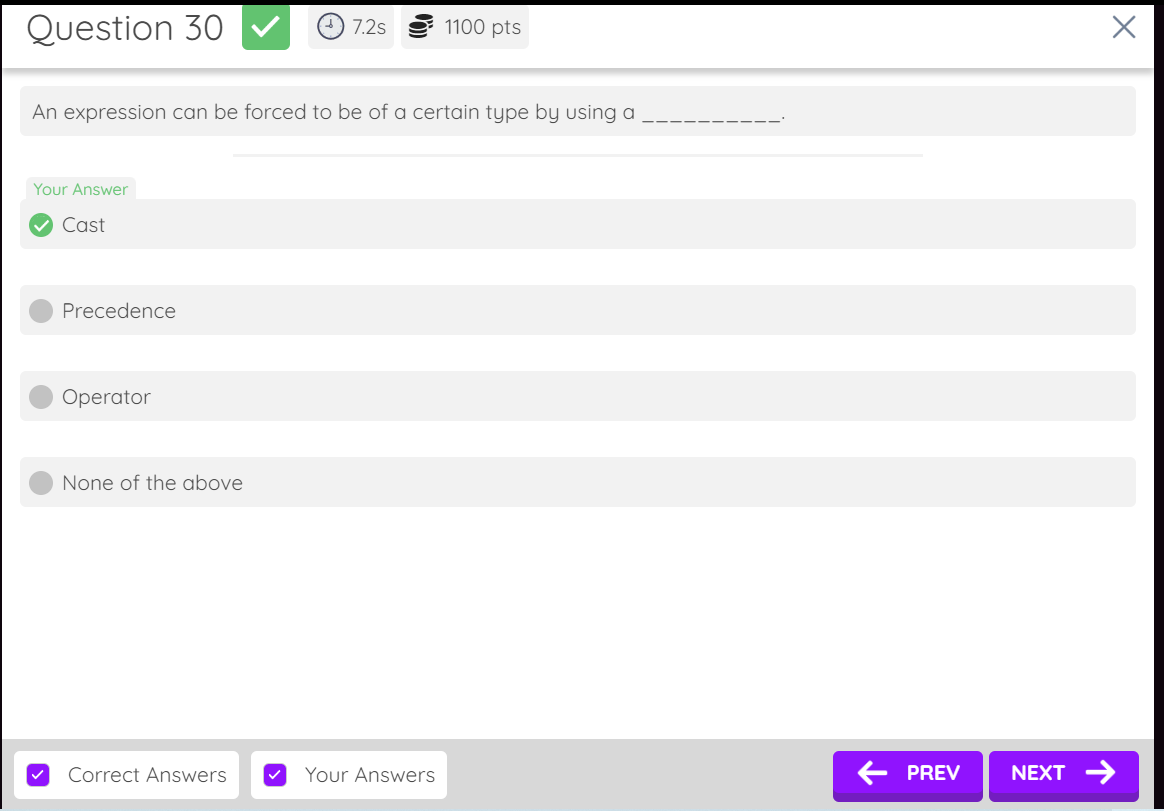 Question 30
7.2s
1100 pts
An expression can be forced to be of a certain type by using a __________.
Your Answer
Cast
Precedence
Operator
None of the above
Correct Answers
Your Answers
PREV
NEXT